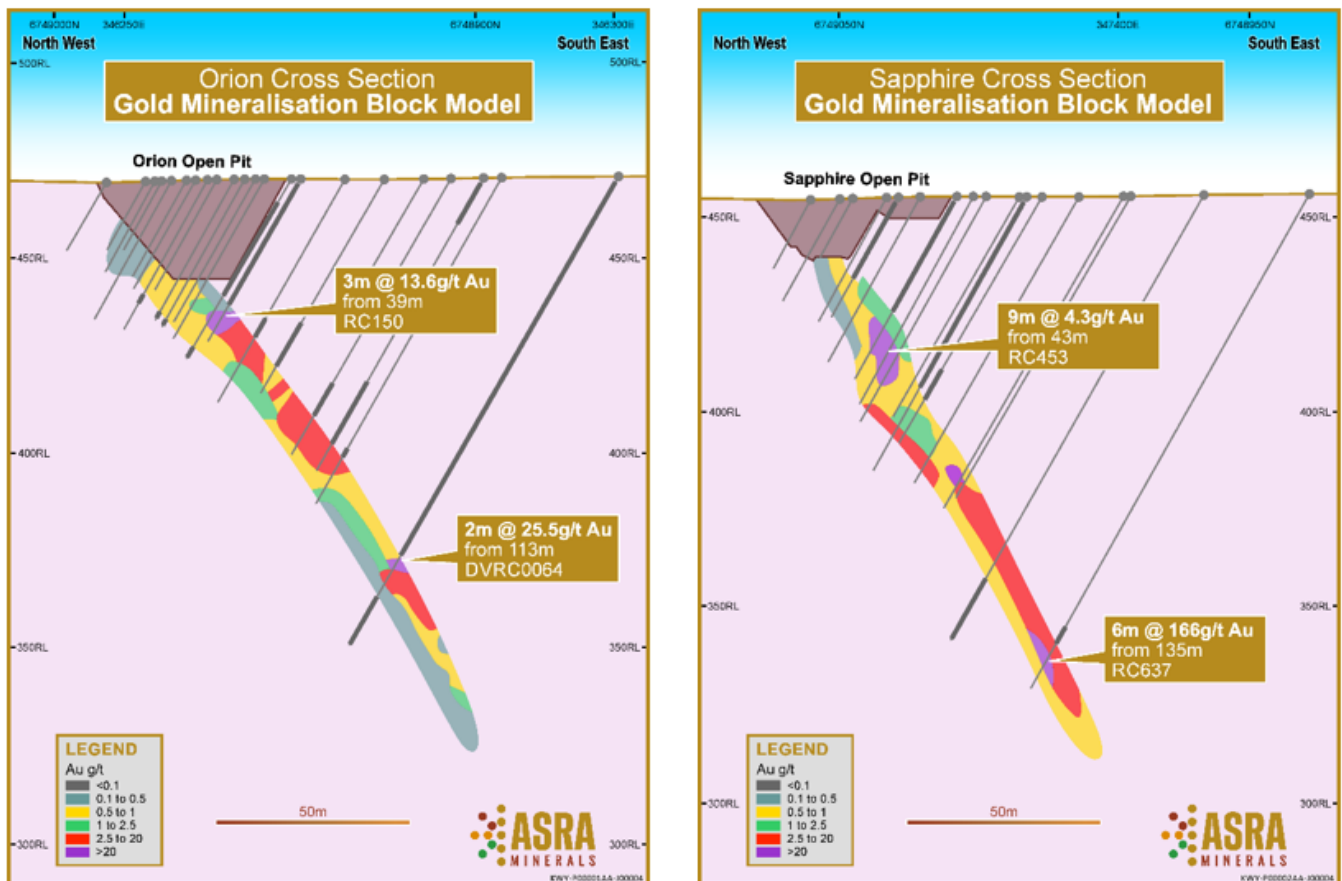 6749000N 346250E 6748900N 346300E
North West South East
500RL 500RL
Orion Cross Section
Gold Mineralisation Block Model
Orion Open Pit
450RL 450RL
3m @ 13.6g/t Au
from 39m
RC150
400RL 400RL
2m @ 25.5g/t Au
from 113m
DVRC0064
350RL 350RL
LEGEND
Au g/t
<0.1
0.1 to 0.5
0.5 to 1
1 to 2.5
2.5 to 20
>20
50m
ASRA
MINERALS
300RL 300RL
6749050N 347400E 6748950N
North West South East
Sapphire Cross Section
Gold Mineralisation Block Model
Sapphire Open Pit
450RL 450RL
9m @ 4.3g/t Au
from 43m
RC453
400RL 400RL
350RL 350RL
6m @ 166g/t Au
from 135m
RC637
LEGEND
Au g/t
<0.1
0.1 to 0.5
0.5 to 1
1 to 2.5
2.5 to 20
>20
50m
300RL 300RL
ASRA
MINERALS